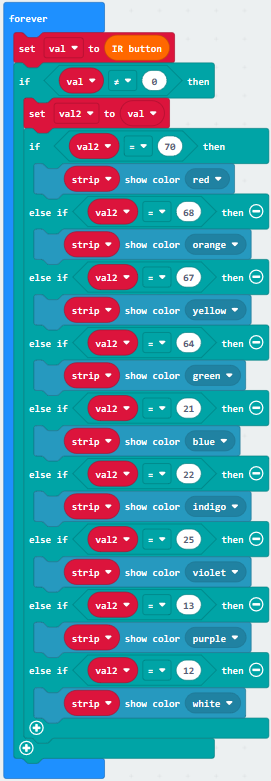 forever
set val to IR button
if val ≠ 0 then
set val2 to val
if val2 = 70 then
strip show color red
else if val2 = 68 then
strip show color orange
else if val2 = 67 then
strip show color yellow
else if val2 = 64 then
strip show color green
else if val2 = 21 then
strip show color blue
else if val2 = 22 then
strip show color indigo
else if val2 = 25 then
strip show color violet
else if val2 = 13 then
strip show color purple
else if val2 = 12 then
strip show color white